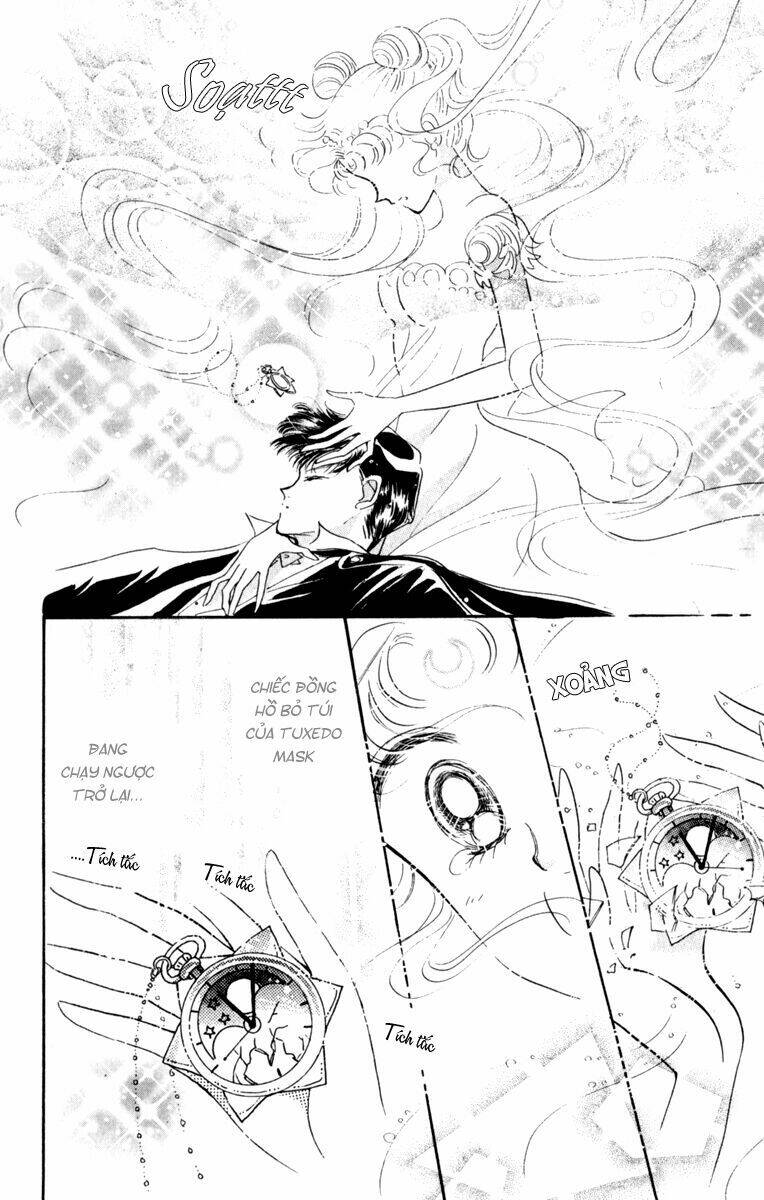 Soạttt
XOẢNG
CHIẾC ĐỒNG
HỒ BỎ TÚI
CỦA TUXEDO
MASK
ĐANG
CHẠY NGƯỢC
TRỞ LẠI...
Tích tắc
Tích tắc
....Tích tắc